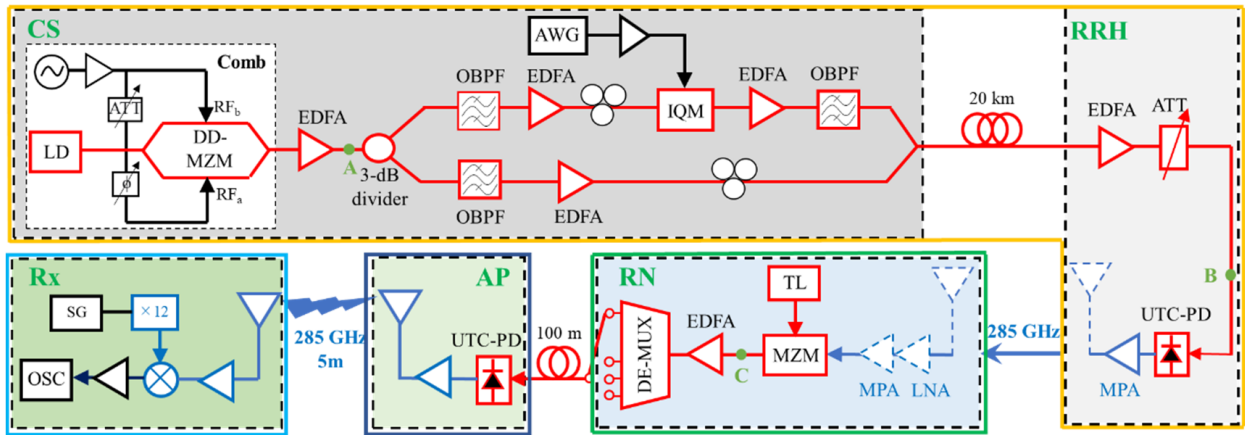 CS
Comb
ATT
RF_b
LD
DD-
MZM
ϕ
RF_a
EDFA
A
3-dB
divider
OBPF
EDFA
AWG
IQM
EDFA
OBPF
OBPF
EDFA
20 km
RRH
EDFA
ATT
B
UTC-PD
MPA
285 GHz
RN
TL
MZM
MPA
LNA
C
EDFA
DE-MUX
100 m
AP
UTC-PD
285 GHz
5m
Rx
SG
× 12
OSC